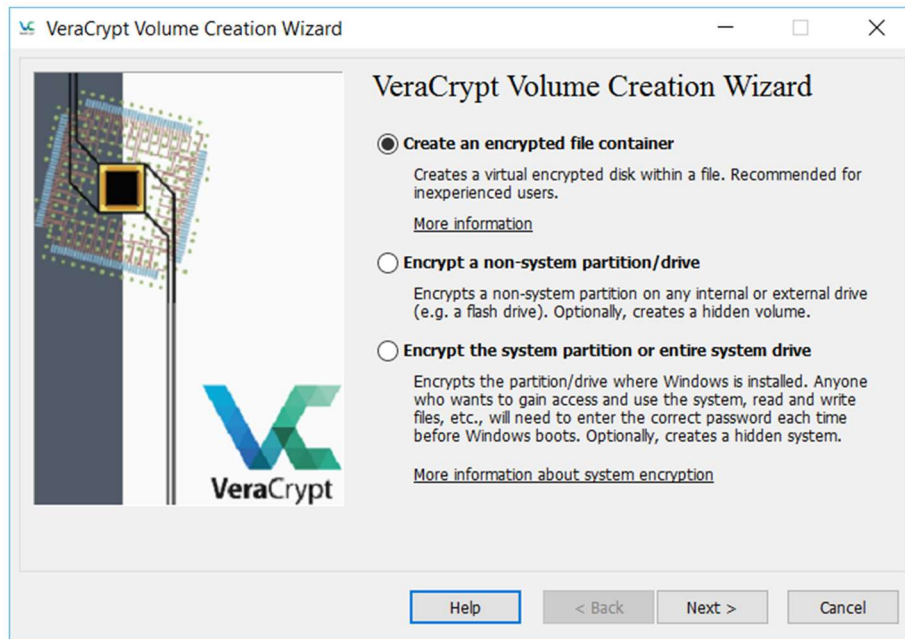 VeraCrypt Volume Creation Wizard
VeraCrypt Volume Creation Wizard
Create an encrypted file container
Creates a virtual encrypted disk within a file. Recommended for
inexperienced users.
More information
Encrypt a non-system partition/drive
Encrypts a non-system partition on any internal or external drive
(e.g. a flash drive). Optionally, creates a hidden volume.
Encrypt the system partition or entire system drive
Encrypts the partition/drive where Windows is installed. Anyone
who wants to gain access and use the system, read and write
files, etc., will need to enter the correct password each time
before Windows boots. Optionally, creates a hidden system.
More information about system encryption
VeraCrypt
Help
< Back
Next >
Cancel